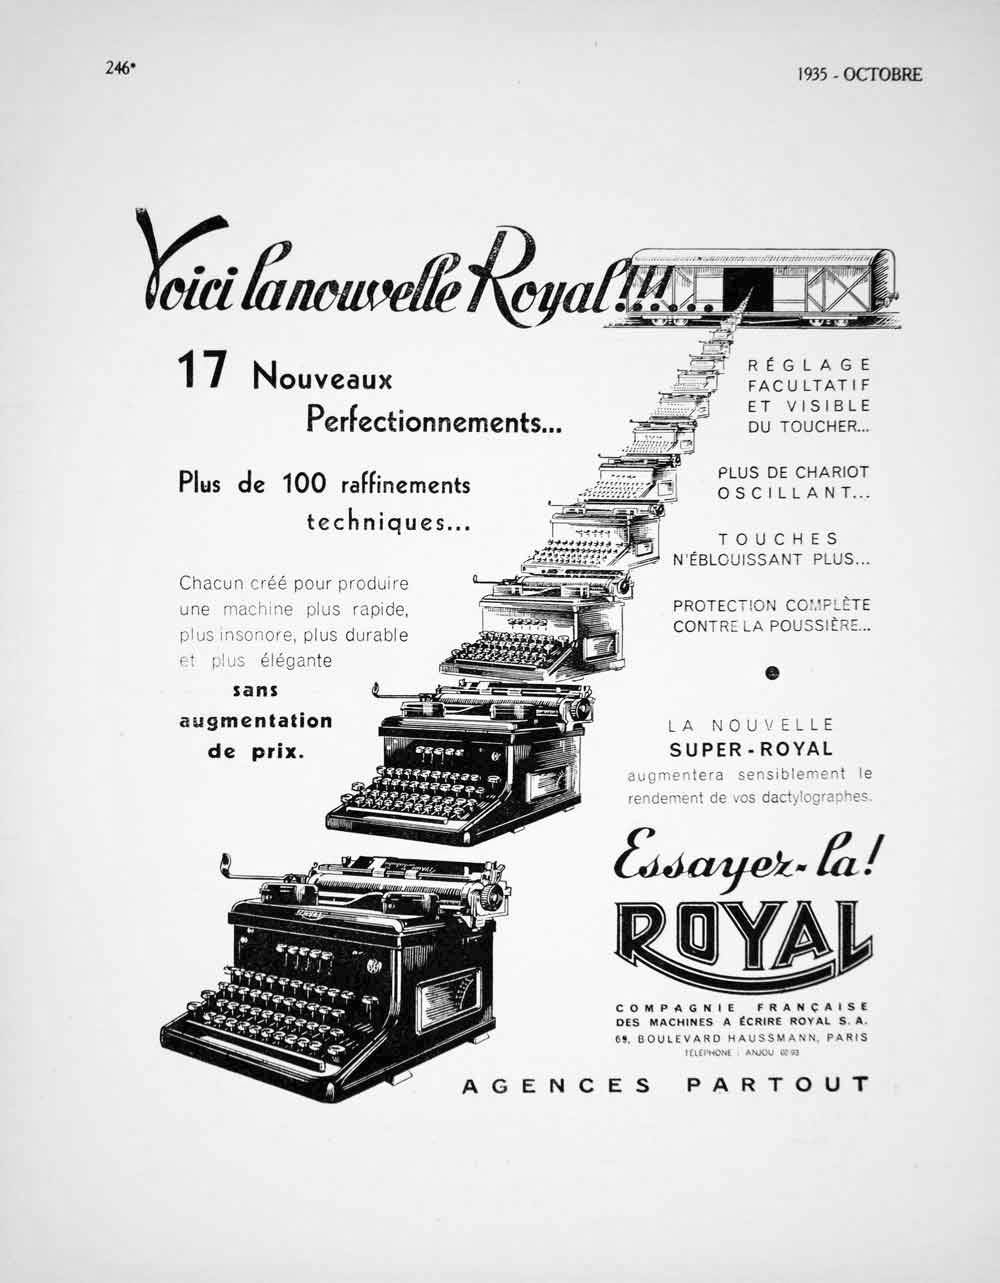 246*
1935 - OCTOBRE
Voici la nouvelle Royal!!!
17 Nouveaux
Perfectionnements...
Plus de 100 raffinements
techniques...
Chacun créé pour produire
une machine plus rapide,
plus insonore, plus durable
et plus élégante
sans
augmentation
de prix.
RÉGLAGE
FACULTATIF
ET VISIBLE
DU TOUCHER...
PLUS DE CHARIOT
OSCILLANT...
TOUCHES
N'ÉBLOUISSANT PLUS...
PROTECTION COMPLÈTE
CONTRE LA POUSSIÈRE...
LA NOUVELLE
SUPER-ROYAL
augmentera sensiblement le
rendement de vos dactylographes.
Essayez-la!
ROYAL
COMPAGNIE FRANÇAISE
DES MACHINES A ÉCRIRE ROYAL S. A.
BOULEVARD HAUSSMANN, PARIS
TÉLÉPHONE : ANJOU
AGENCES PARTOUT
ROYAL